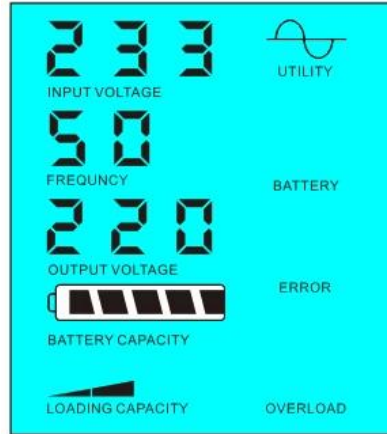 233
UTILITY
INPUT VOLTAGE
50
FREQUNCY
BATTERY
220
OUTPUT VOLTAGE
ERROR
BATTERY CAPACITY
LOADING CAPACITY
OVERLOAD